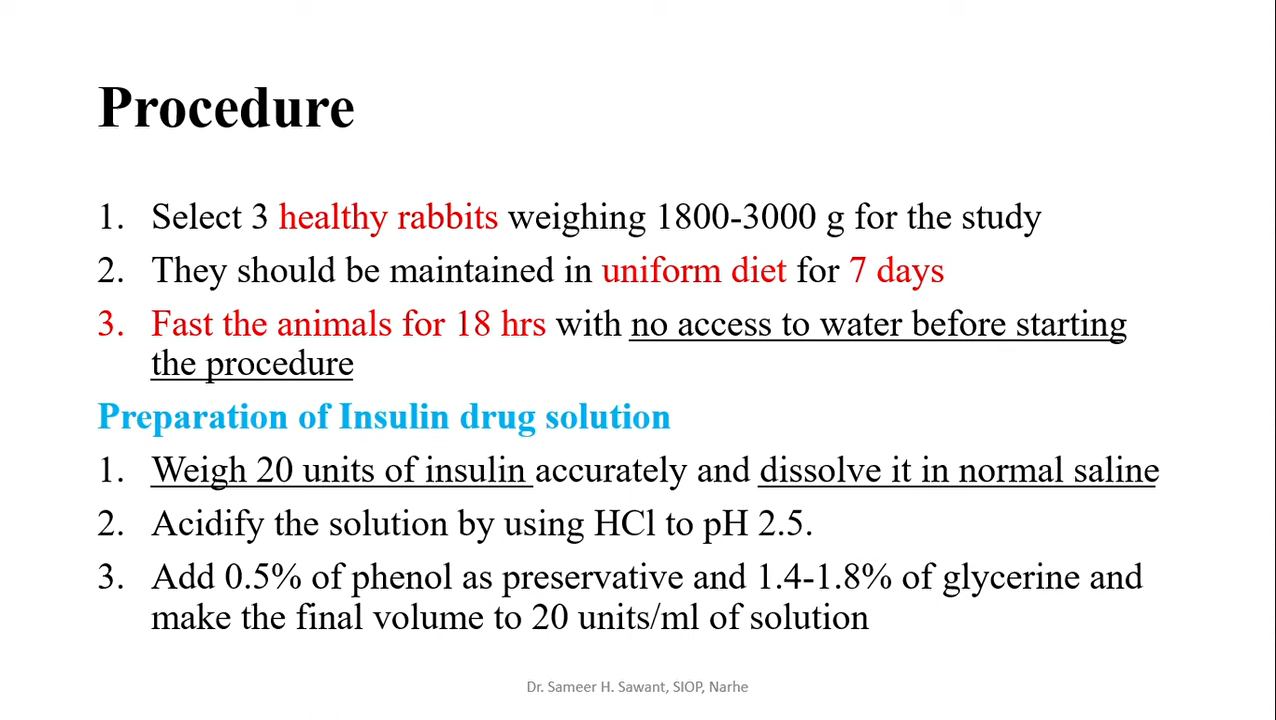 Procedure
1. Select 3 healthy rabbits weighing 1800-3000 g for the study
2. They should be maintained in uniform diet for 7 days
3. Fast the animals for 18 hrs with no access to water before starting
the procedure
Preparation of Insulin drug solution
1. Weigh 20 units of insulin accurately and dissolve it in normal saline
2. Acidify the solution by using HCl to pH 2.5.
3. Add 0.5% of phenol as preservative and 1.4-1.8% of glycerine and
make the final volume to 20 units/ml of solution
Dr. Sameer H. Sawant, SIOP, Narhe